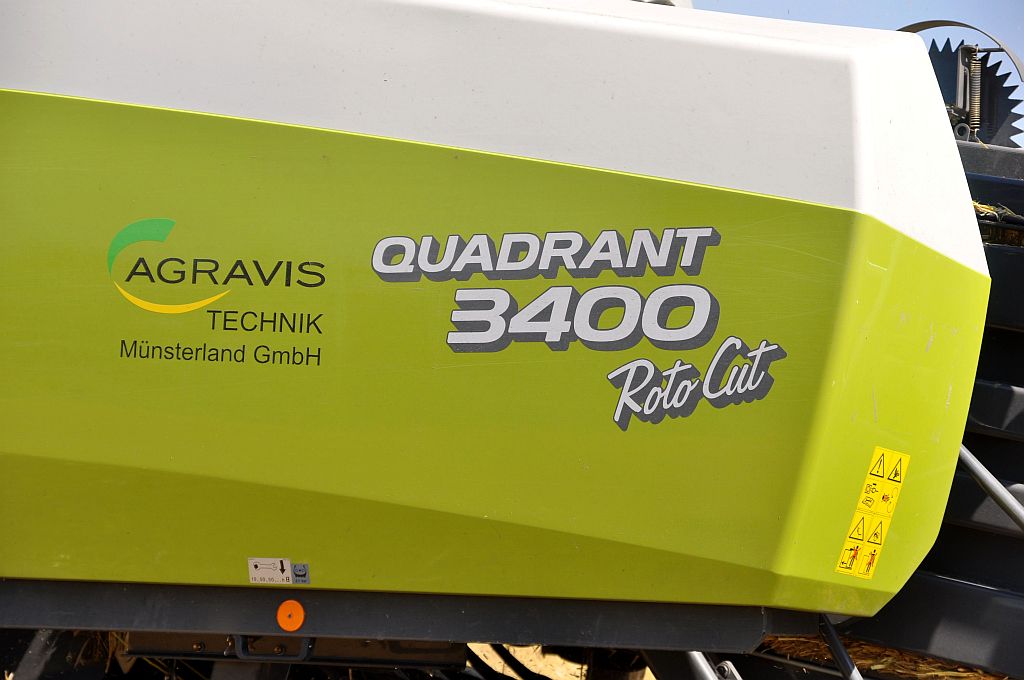 AGRAVIS
TECHNIK
Münsterland GmbH
QUADRANT
3400
Roto Cut